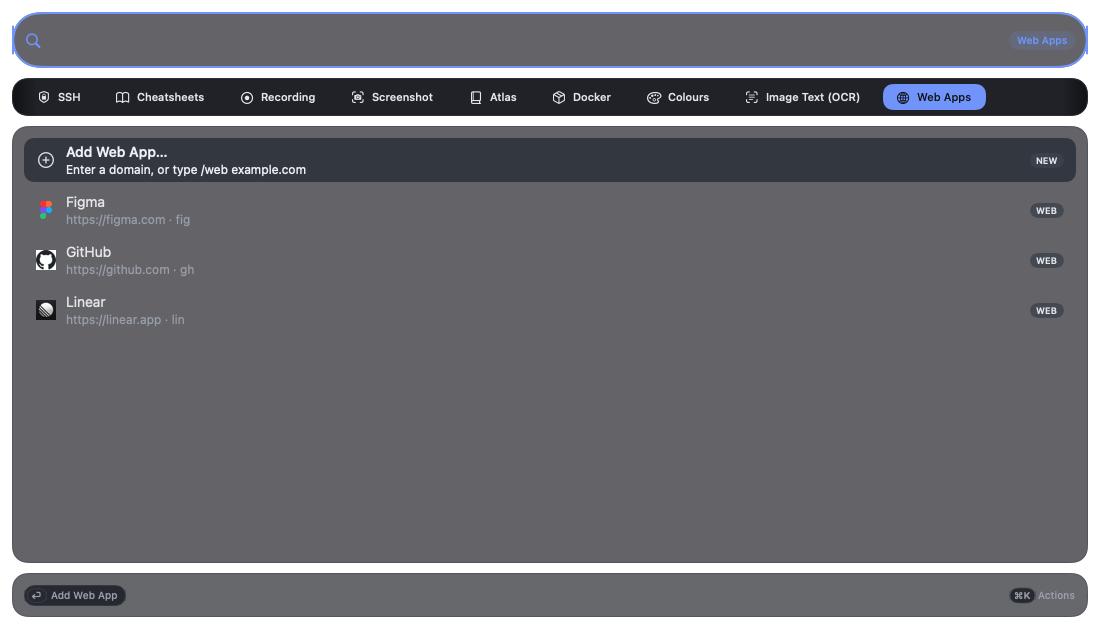 Web Apps
SSH
Cheatsheets
Recording
Screenshot
Atlas
Docker
Colours
Image Text (OCR)
Web Apps
Add Web App...
Enter a domain, or type /web example.com
NEW
Figma
https://figma.com · fig
WEB
GitHub
https://github.com · gh
WEB
Linear
https://linear.app · lin
WEB
Add Web App
⌘K Actions